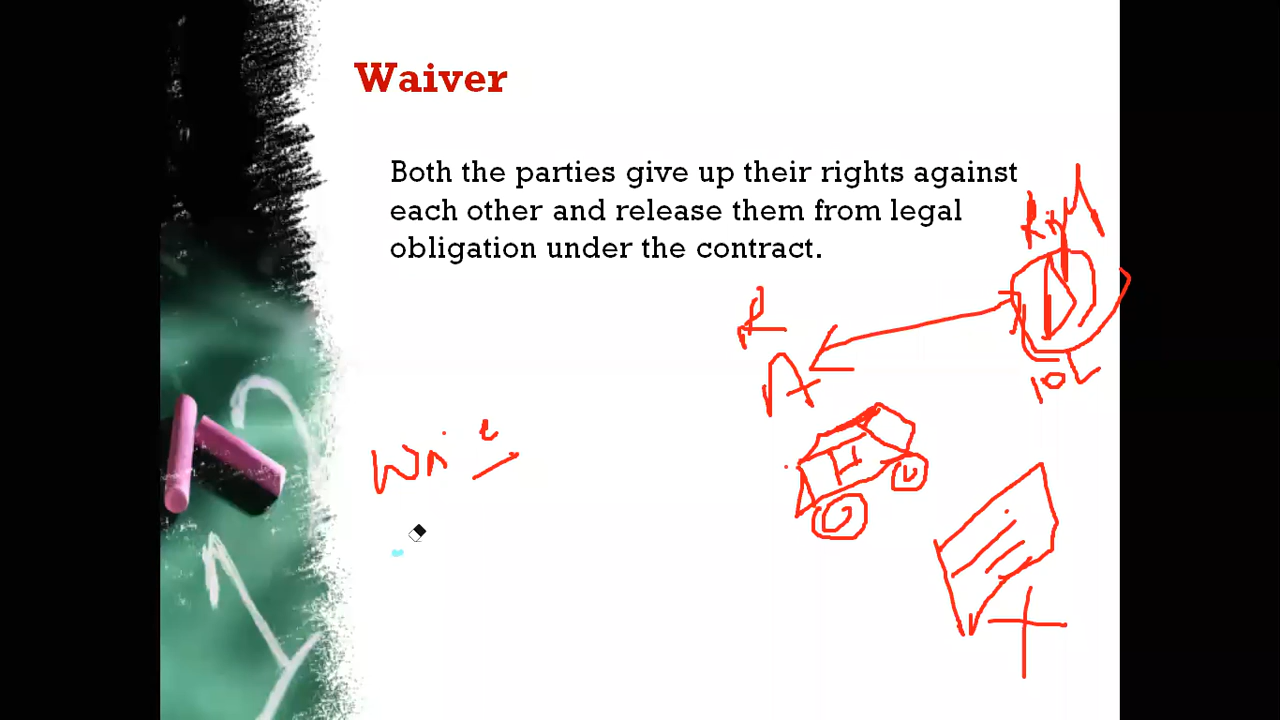 Waiver
Both the parties give up their rights against
each other and release them from legal
obligation under the contract.
R
A
10 L